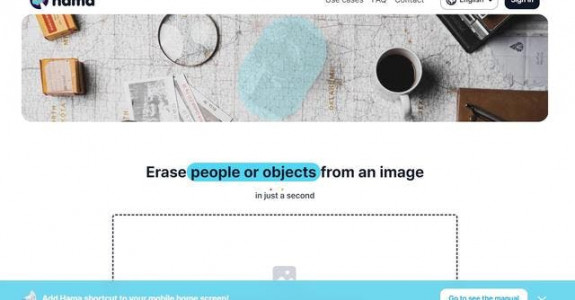 hama
Use cases FAQ Contact
English
Sign in
Erase people or objects from an image
in just a second
Add Hama shortcut to your mobile home screen!
Go to see the manual